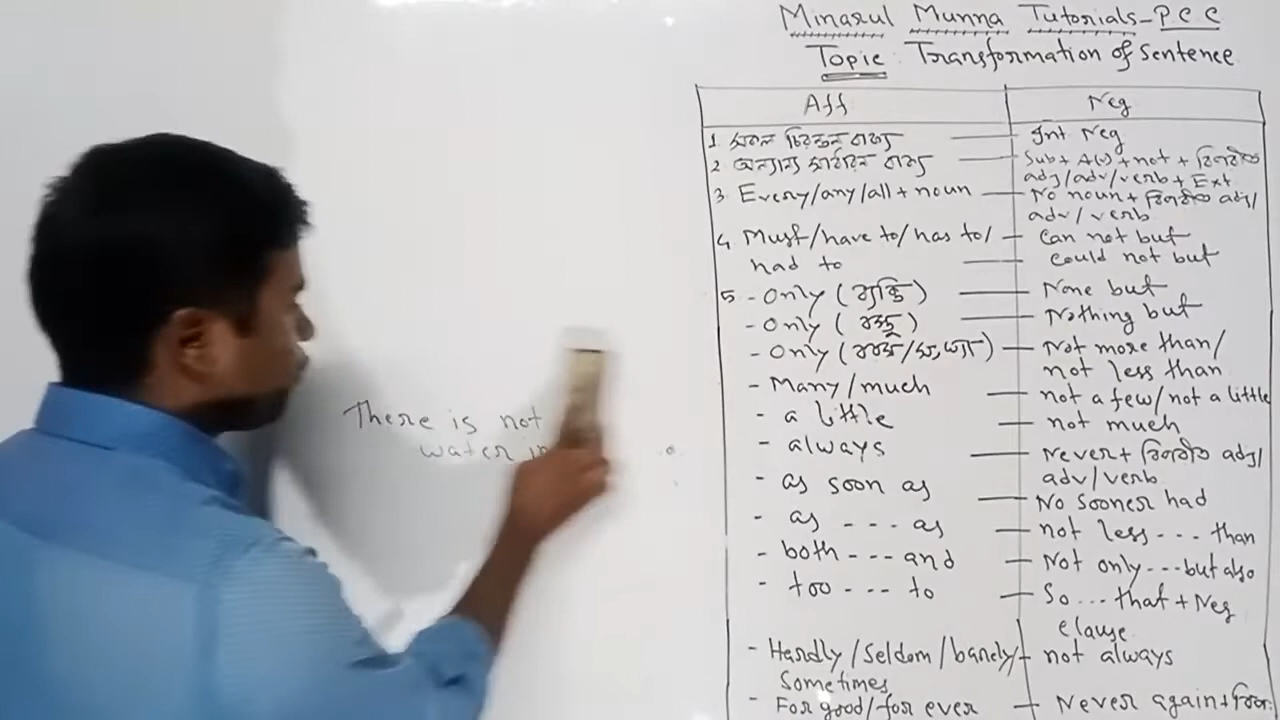 Minarul Munna Tutorials-PCC
Topic: Transformation of Sentence
Aff Neg
1. সকল চিরন্তন বাক্য — Int Neg
2. অন্যান্য সাধারন বাক্য — Sub + A(v) + not + বিপরীত
adj/adv/verb + Ext.
3. Every/any/all + noun — No noun + বিপরীত adj/
adv/verb
4. Must/have to/has to/ — Can not but
had to — Could not but
5 - Only (ব্যক্তি) — None but
- Only (বস্তু) — Nothing but
- Only (বয়স/সংখ্যা) — Not more than/
not less than
- Many/much — not a few/not a little
- a little — not much
- always — Never + বিপরীত adj/
adv/verb
- as soon as — No sooner had
- as --- as — not less --- than
- both --- and — Not only ---but also
- too --- to — So ... that + Neg
clause
- Hardly/Seldom/barely/ — not always
Sometimes
- For good/for ever — Never again +
There is not
water in